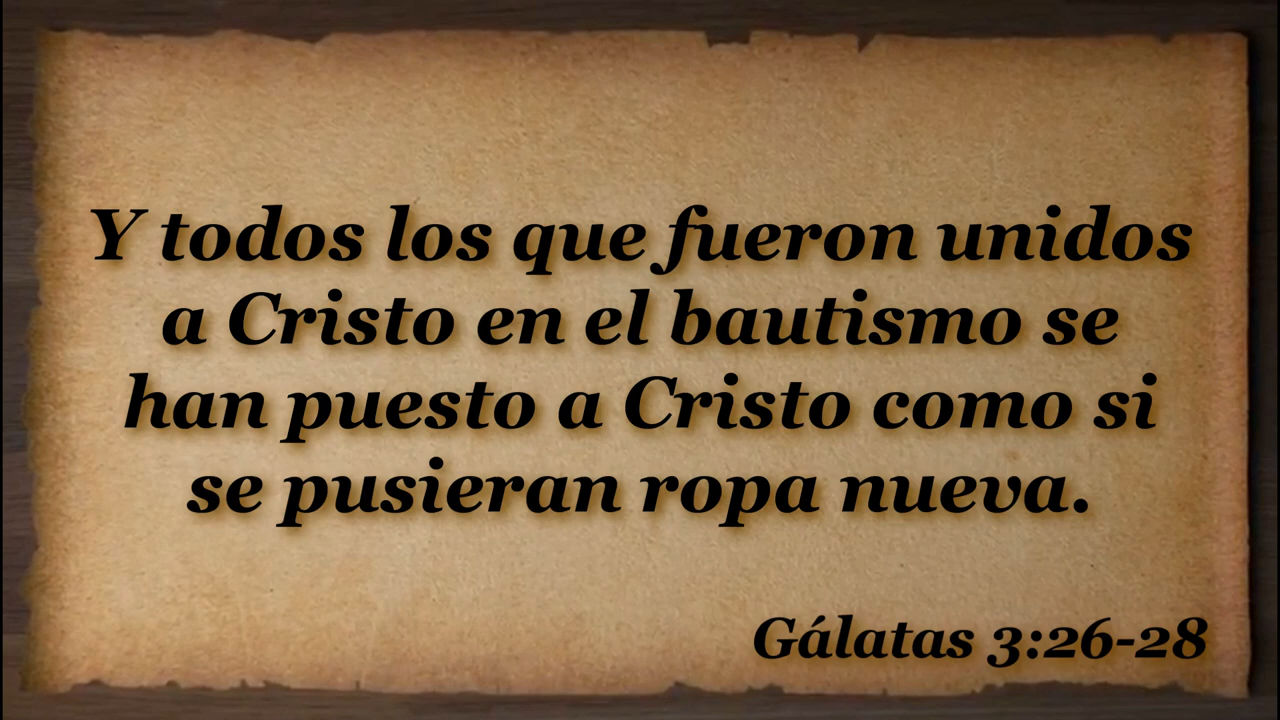 Y todos los que fueron unidos
a Cristo en el bautismo se
han puesto a Cristo como si
se pusieran ropa nueva.
Gálatas 3:26-28